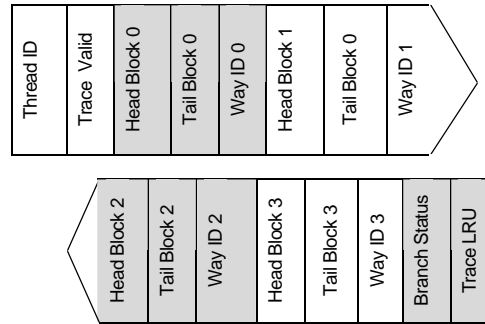 Thread ID
Trace Valid
Head Block 0
Tail Block 0
Way ID 0
Head Block 1
Tail Block 0
Way ID 1
Head Block 2
Tail Block 2
Way ID 2
Head Block 3
Tail Block 3
Way ID 3
Branch Status
Trace LRU